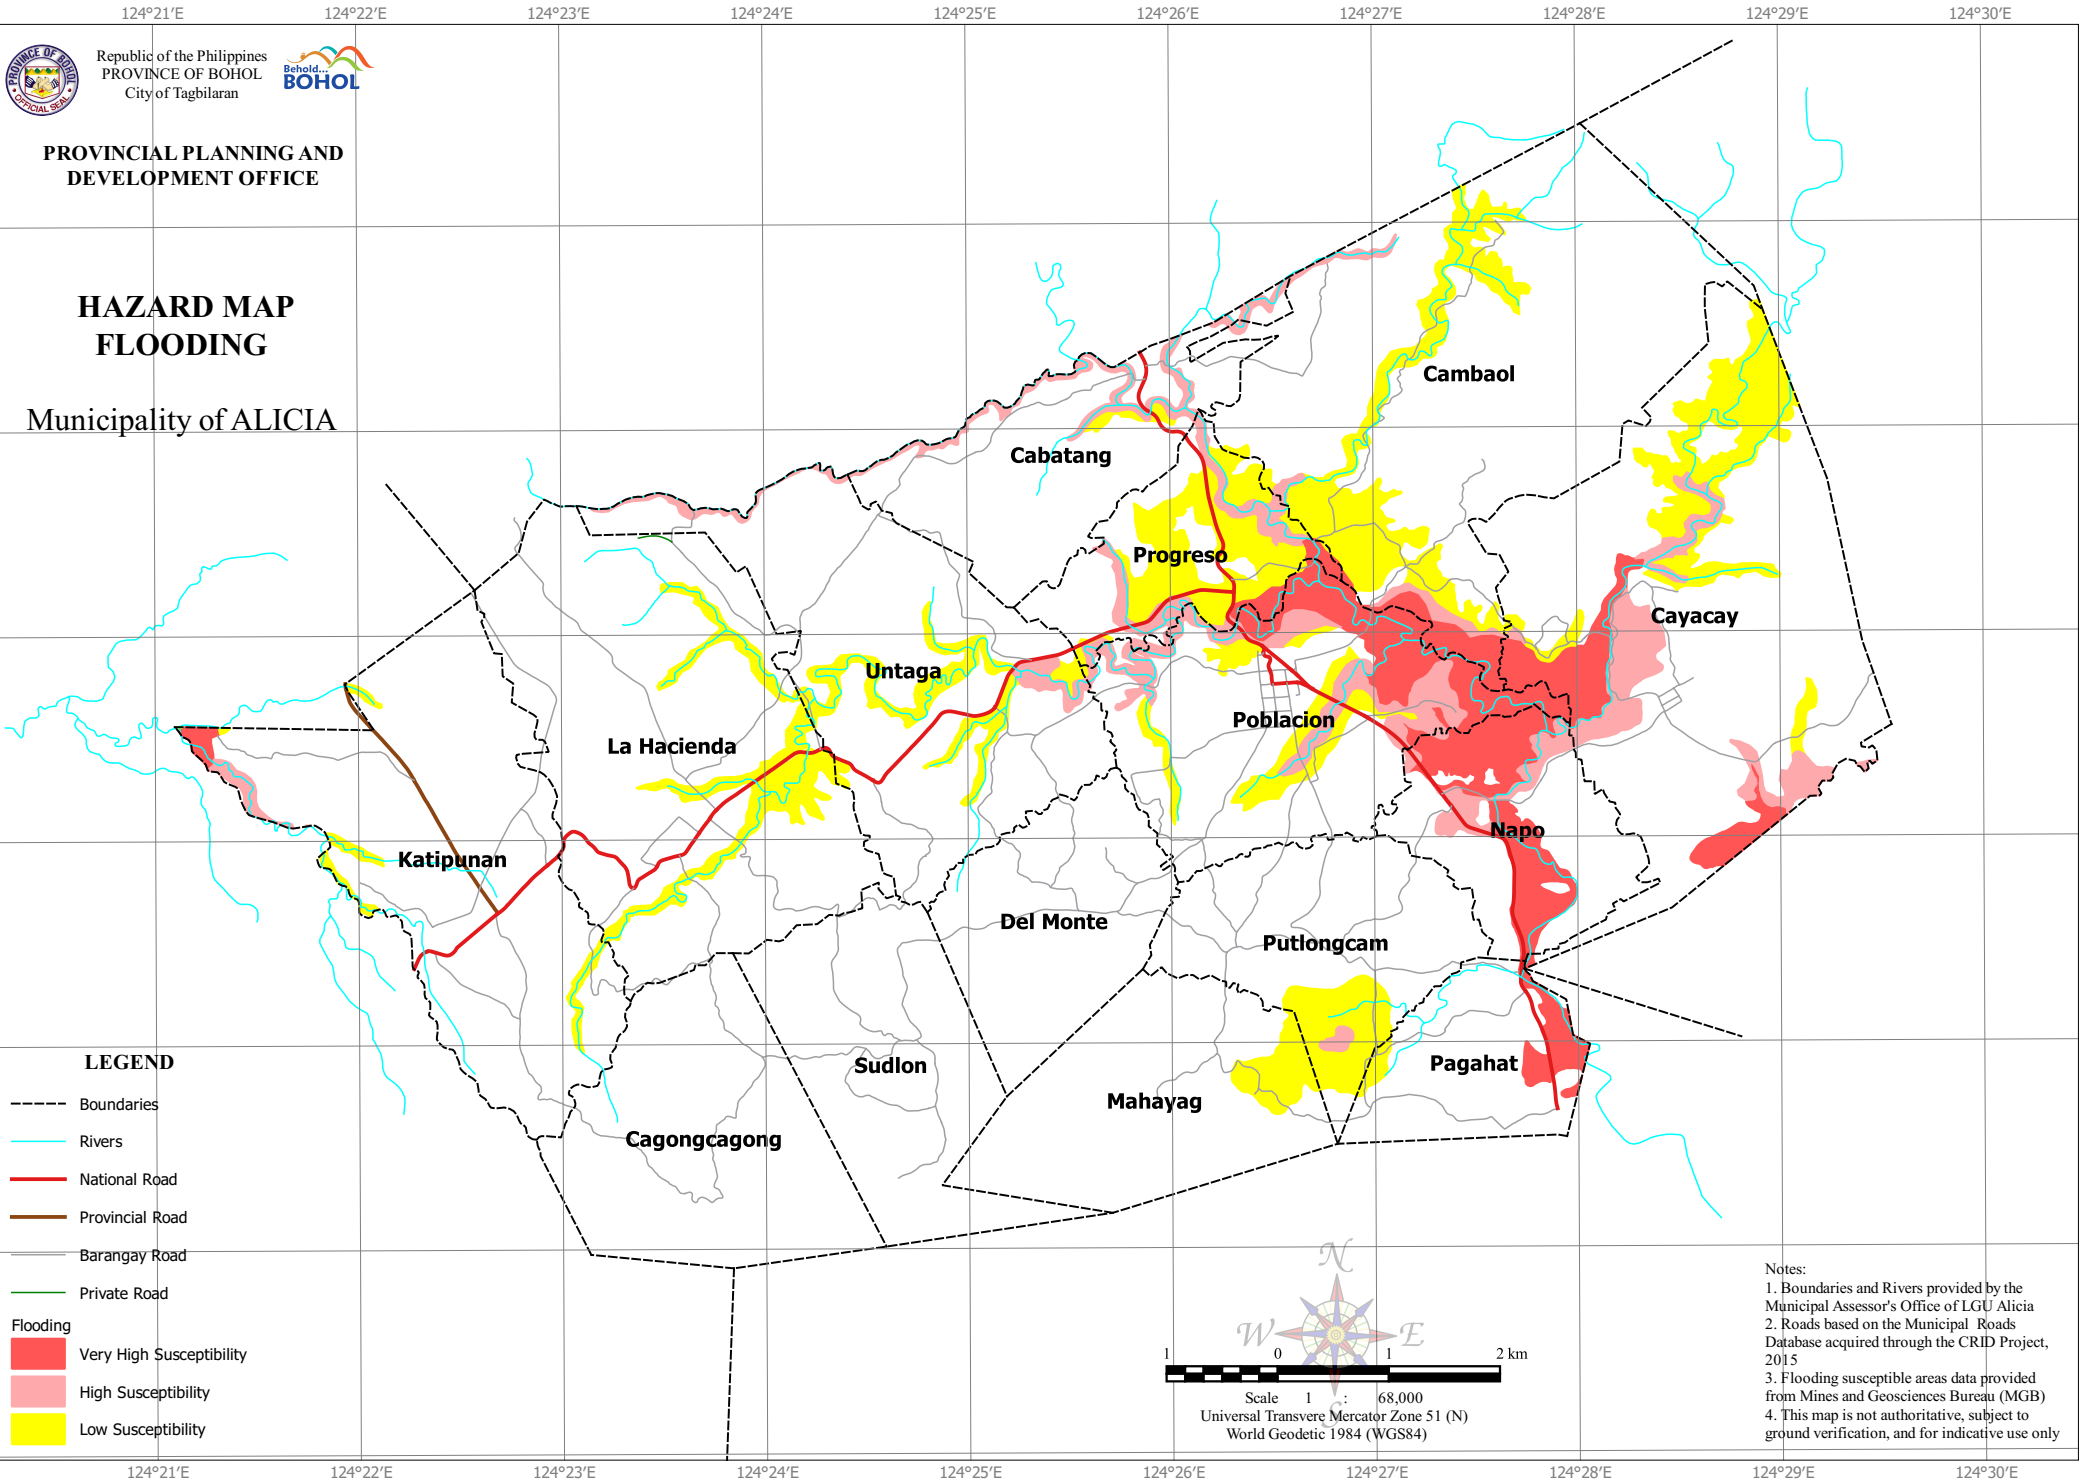 124°21′E 124°22′E 124°23′E 124°24′E 124°25′E 124°26′E 124°27′E 124°28′E 124°29′E 124°30′E
PROVINCE OF BOHOL
OFFICIAL SEAL
Republic of the Philippines
PROVINCE OF BOHOL
City of Tagbilaran
Behold...
BOHOL
PROVINCIAL PLANNING AND
DEVELOPMENT OFFICE
HAZARD MAP
FLOODING
Municipality of ALICIA
Cambaol
Cabatang
Progreso
Cayacay
Untaga
Poblacion
La Hacienda
Napo
Katipunan
Del Monte
Putlongcam
Sudlon
Pagahat
Mahayag
Cagongcagong
LEGEND
Boundaries
Rivers
National Road
Provincial Road
Barangay Road
Private Road
Flooding
Very High Susceptibility
High Susceptibility
Low Susceptibility
N
W E
S
1 0 1 2 km
Scale 1 : 68,000
Universal Transvere Mercator Zone 51 (N)
World Geodetic 1984 (WGS84)
Notes:
1. Boundaries and Rivers provided by the
Municipal Assessor's Office of LGU Alicia
2. Roads based on the Municipal Roads
Database acquired through the CRID Project,
2015
3. Flooding susceptible areas data provided
from Mines and Geosciences Bureau (MGB)
4. This map is not authoritative, subject to
ground verification, and for indicative use only
124°21′E 124°22′E 124°23′E 124°24′E 124°25′E 124°26′E 124°27′E 124°28′E 124°29′E 124°30′E